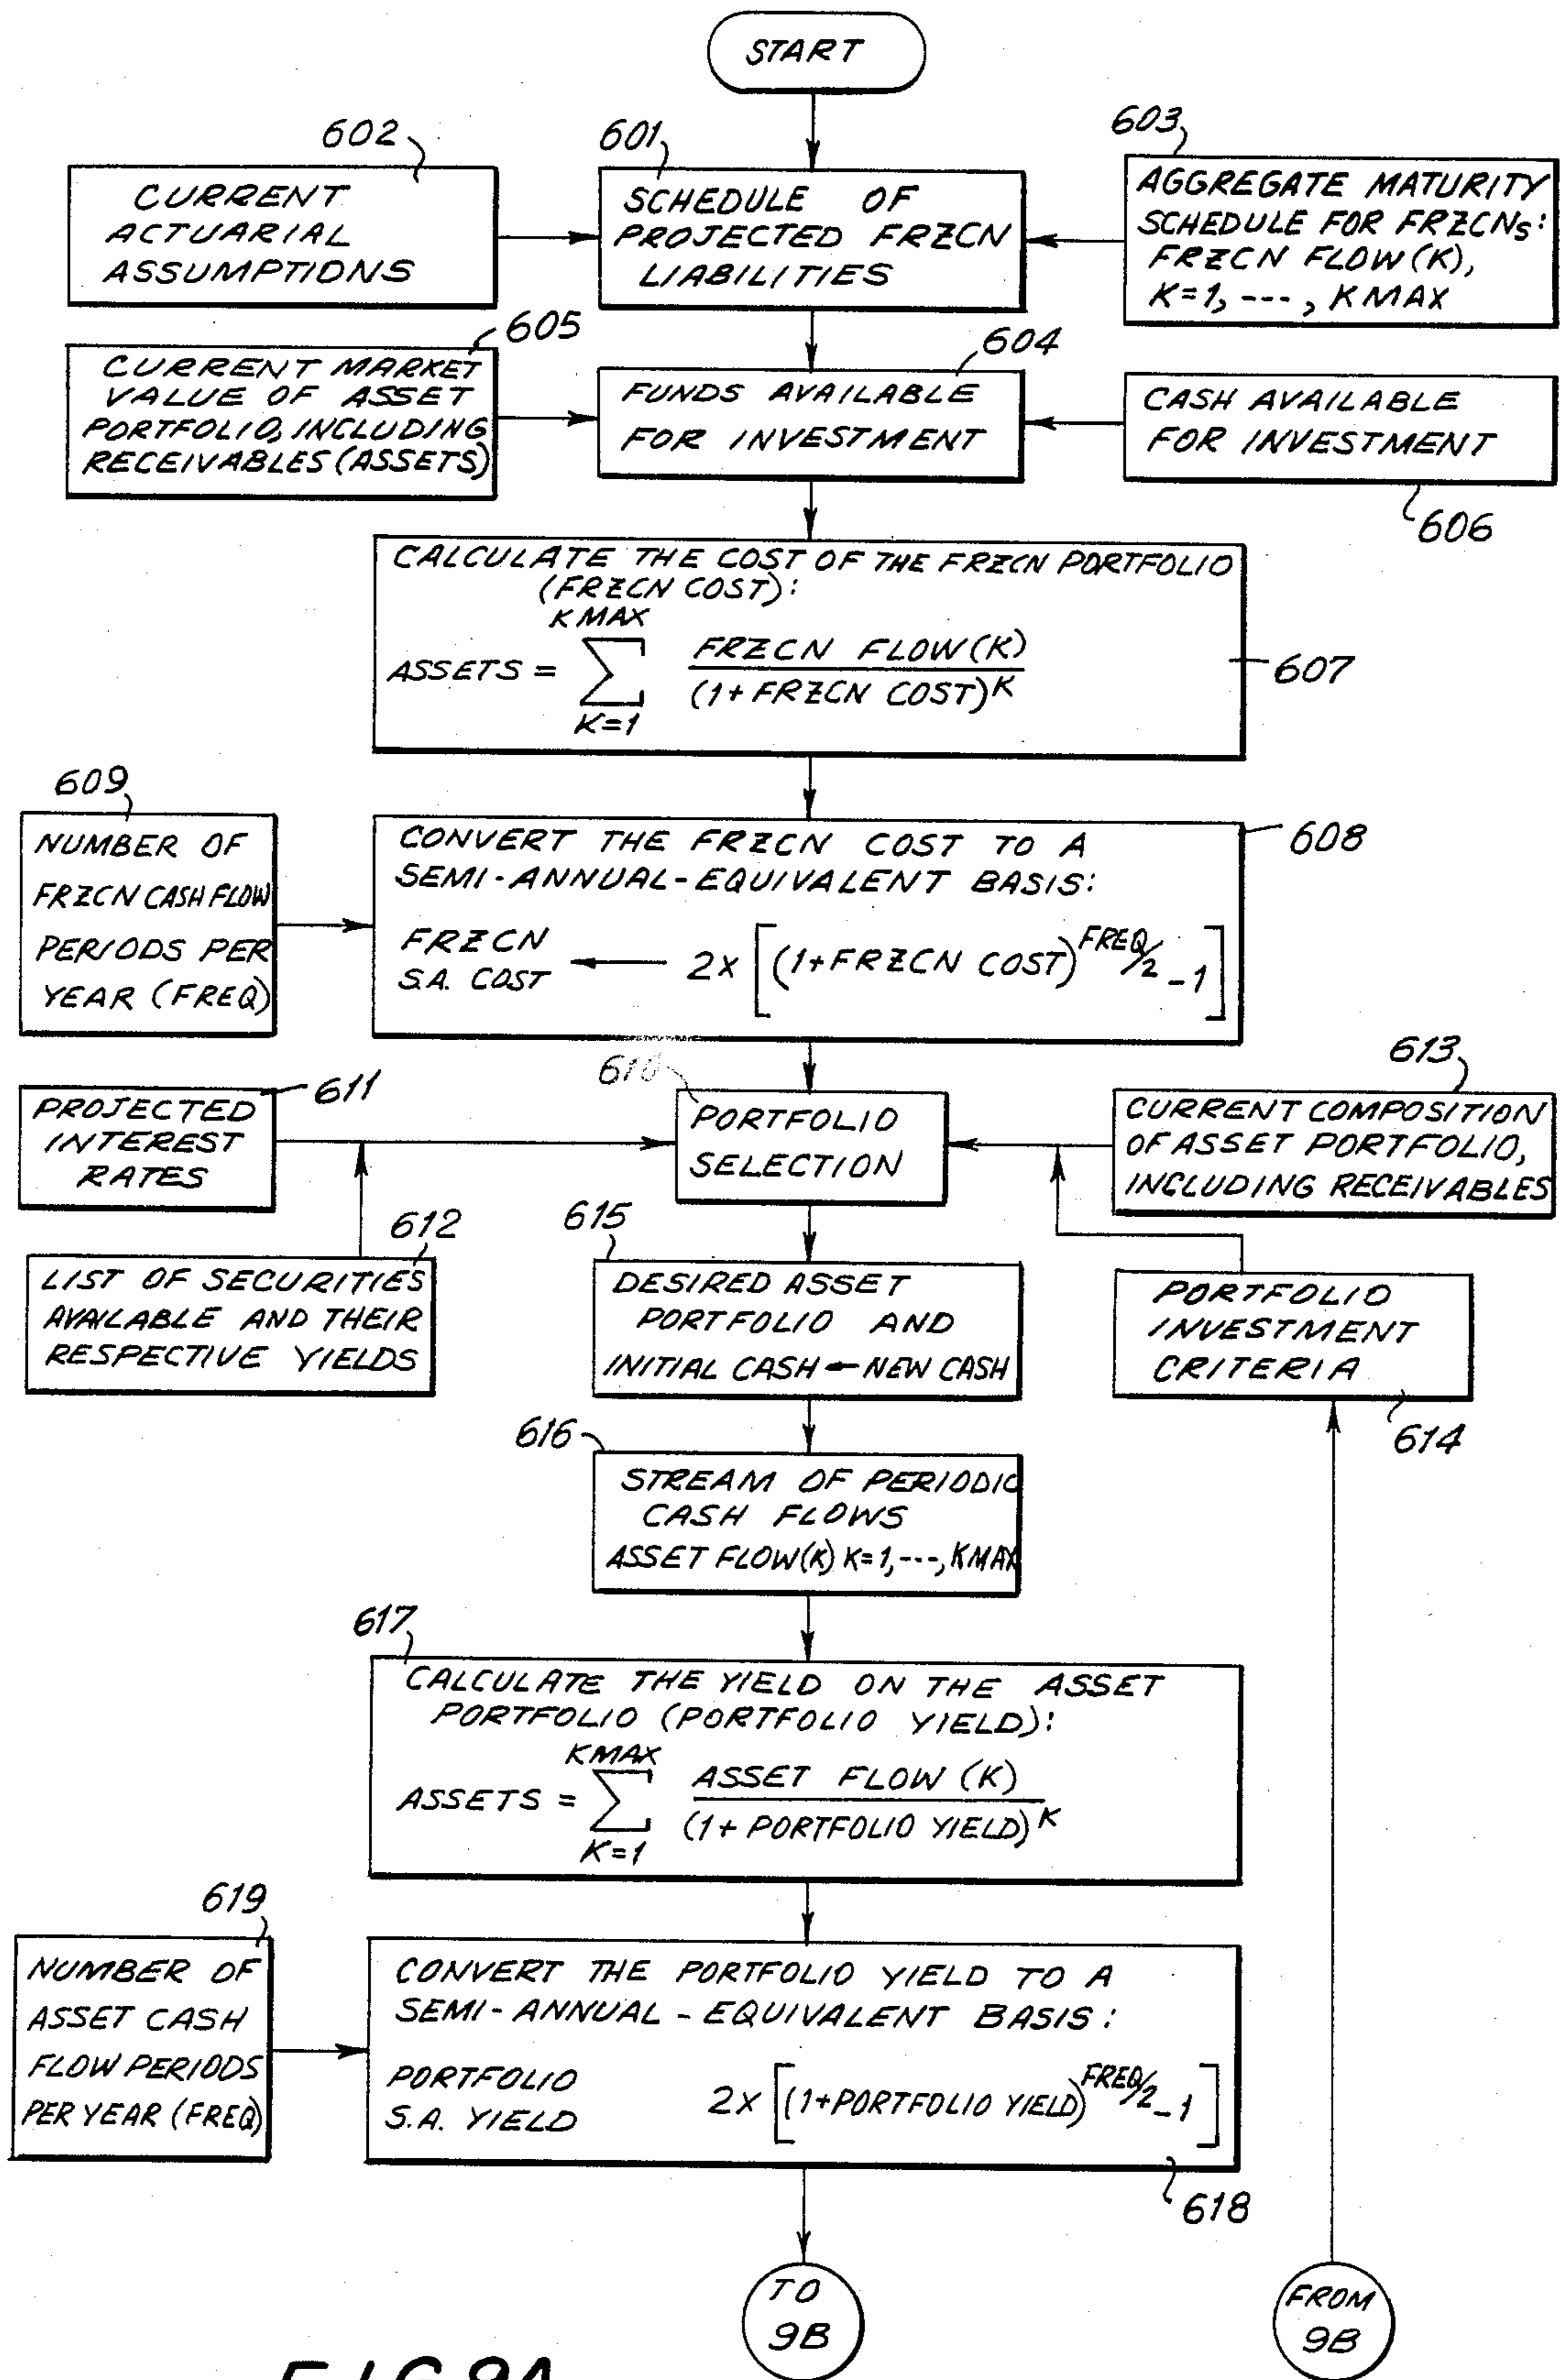 START
602
601
603
CURRENT
ACTUARIAL
ASSUMPTIONS
SCHEDULE OF
PROJECTED FRZCN
LIABILITIES
AGGREGATE MATURITY
SCHEDULE FOR FRZCNs:
FRZCN FLOW(K),
K=1, ---, KMAX
605
604
CURRENT MARKET
VALUE OF ASSET
PORTFOLIO, INCLUDING
RECEIVABLES (ASSETS)
FUNDS AVAILABLE
FOR INVESTMENT
CASH AVAILABLE
FOR INVESTMENT
606
CALCULATE THE COST OF THE FRZCN PORTFOLIO
(FRZCN COST):
KMAX
ASSETS = ∑ FRZCN FLOW(K)
(1+FRZCN COST)^K
K=1
607
609
NUMBER OF
FRZCN CASH FLOW
PERIODS PER
YEAR (FREQ)
CONVERT THE FRZCN COST TO A
SEMI-ANNUAL-EQUIVALENT BASIS:
FRZCN
S.A. COST ← 2X [(1+FRZCN COST)^FREQ/2 -1]
608
611
PROJECTED
INTEREST
RATES
610
PORTFOLIO
SELECTION
613
CURRENT COMPOSITION
OF ASSET PORTFOLIO,
INCLUDING RECEIVABLES
612
LIST OF SECURITIES
AVAILABLE AND THEIR
RESPECTIVE YIELDS
615
DESIRED ASSET
PORTFOLIO AND
INITIAL CASH ← NEW CASH
PORTFOLIO
INVESTMENT
CRITERIA
614
616
STREAM OF PERIODIC
CASH FLOWS
ASSET FLOW(K) K=1,---, KMAX
617
CALCULATE THE YIELD ON THE ASSET
PORTFOLIO (PORTFOLIO YIELD):
KMAX
ASSETS = ∑ ASSET FLOW (K)
(1+ PORTFOLIO YIELD)^K
K=1
619
NUMBER OF
ASSET CASH
FLOW PERIODS
PER YEAR (FREQ)
CONVERT THE PORTFOLIO YIELD TO A
SEMI-ANNUAL-EQUIVALENT BASIS:
PORTFOLIO
S.A. YIELD 2X [(1+PORTFOLIO YIELD)^FREQ/2 -1]
618
TO
9B
FROM
9B
FIG.9A